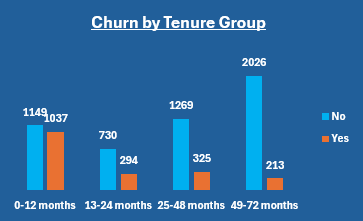 Churn by Tenure Group
2026
1269
1149
1037
730
294
325
213
No
Yes
0-12 months 13-24 months 25-48 months 49-72 months